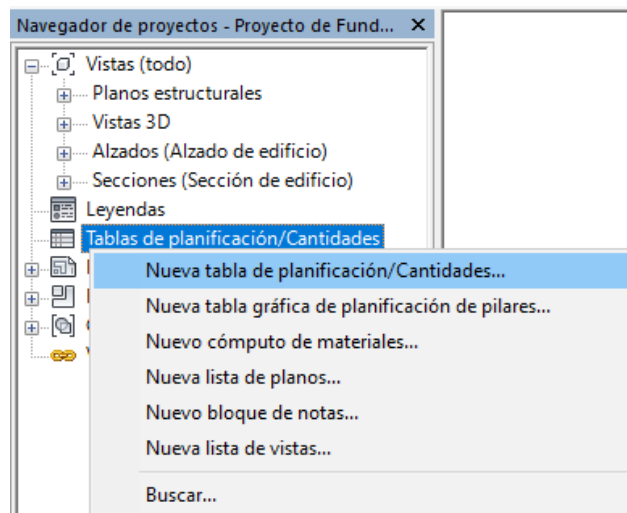 Navegador de proyectos - Proyecto de Fund...
Vistas (todo)
Planos estructurales
Vistas 3D
Alzados (Alzado de edificio)
Secciones (Sección de edificio)
Leyendas
Tablas de planificación/Cantidades
Nueva tabla de planificación/Cantidades...
Nueva tabla gráfica de planificación de pilares...
Nuevo cómputo de materiales...
Nueva lista de planos...
Nuevo bloque de notas...
Nueva lista de vistas...
Buscar...